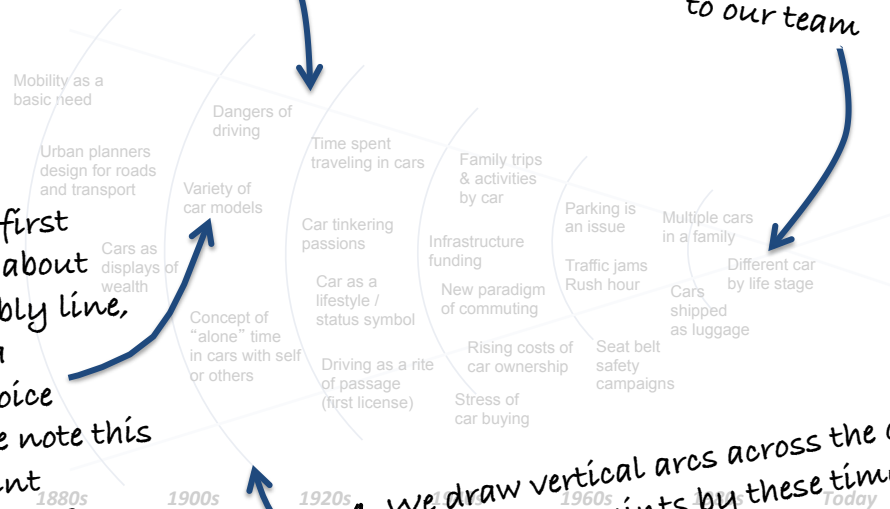 to our team
Mobility as a
basic need
Urban planners
design for roads
and transport
Cars as
displays of
wealth
Dangers of
driving
Variety of
car models
Concept of
“alone” time
in cars with self
or others
Time spent
traveling in cars
Car tinkering
passions
Car as a
lifestyle /
status symbol
Driving as a rite
of passage
(first license)
Family trips
& activities
by car
Infrastructure
funding
New paradigm
of commuting
Rising costs of
car ownership
Stress of
car buying
Parking is
an issue
Traffic jams
Rush hour
Seat belt
safety
campaigns
Multiple cars
in a family
Cars
shipped
as luggage
Different car
by life stage
first
about
line,
note this
we draw vertical arcs across the
by these
1880s
1900s
1920s
1960s
Today